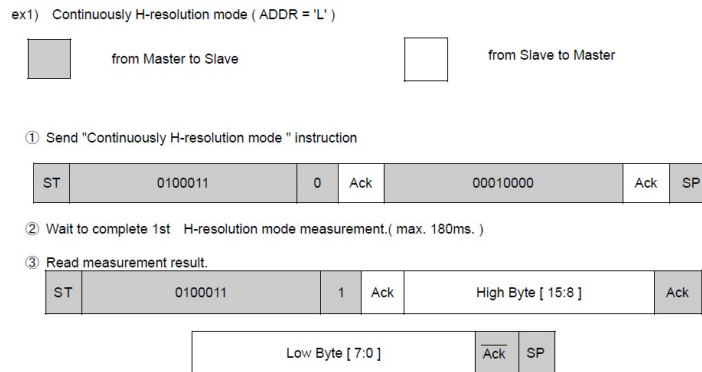 ex1) Continuously H-resolution mode ( ADDR = 'L' )
from Master to Slave from Slave to Master
① Send "Continuously H-resolution mode " instruction
ST 0100011 0 Ack 00010000 Ack SP
② Wait to complete 1st H-resolution mode measurement.( max. 180ms. )
③ Read measurement result.
ST 0100011 1 Ack High Byte [ 15:8 ] Ack
Low Byte [ 7:0 ] A̅c̅k̅ SP